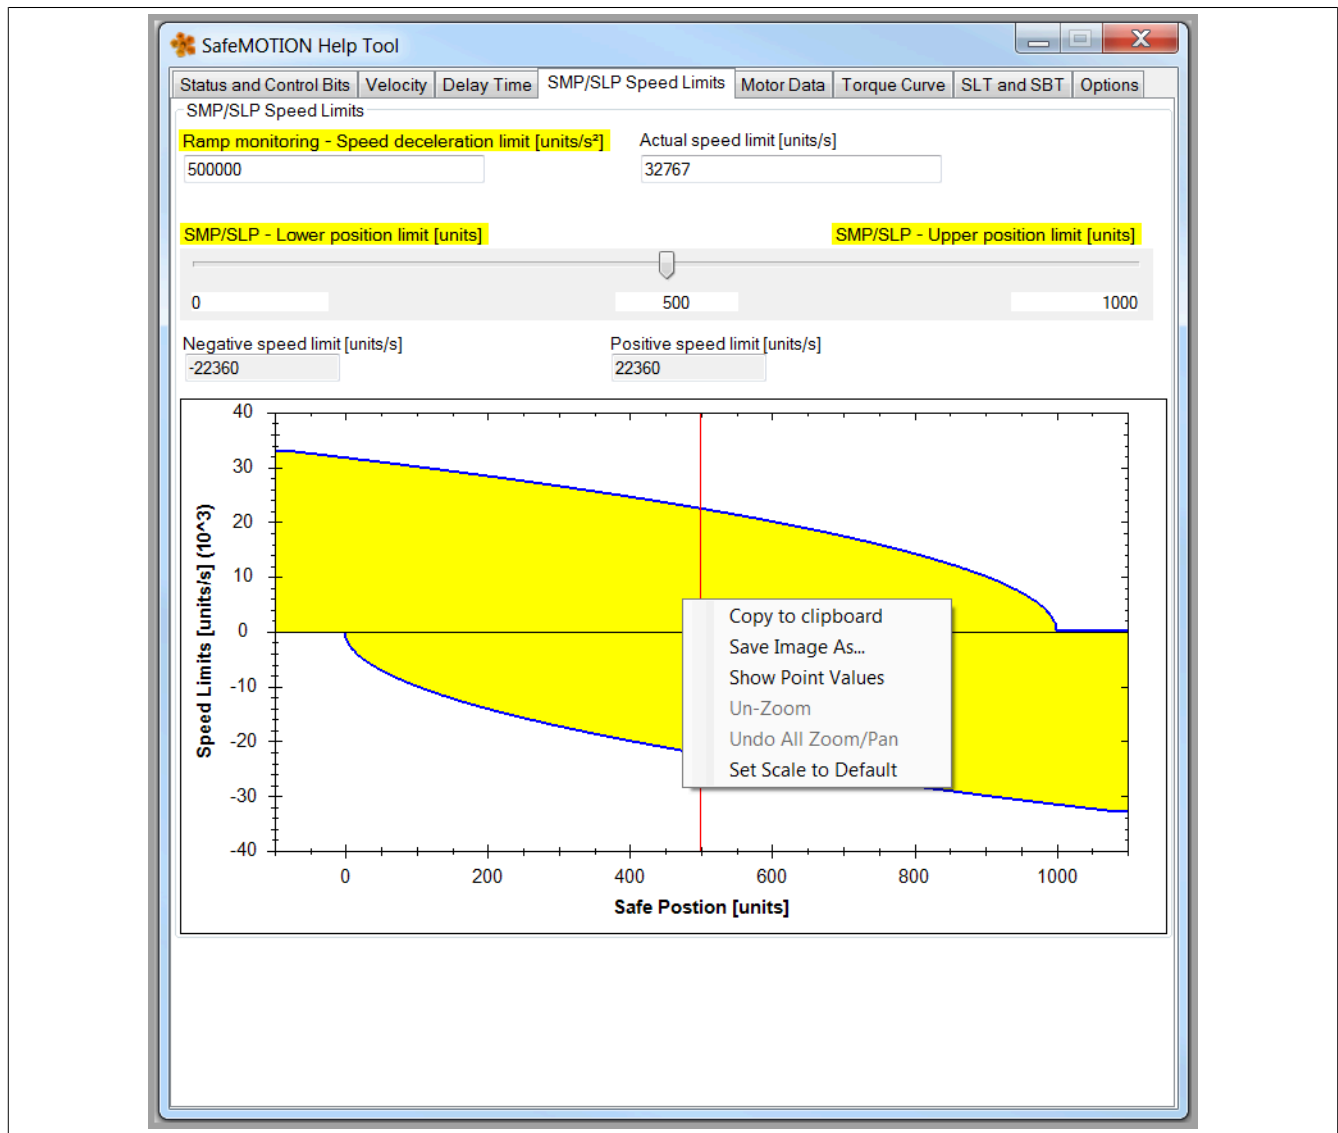 SafeMOTION Help Tool
Status and Control Bits Velocity Delay Time SMP/SLP Speed Limits Motor Data Torque Curve SLT and SBT Options
SMP/SLP Speed Limits
Ramp monitoring - Speed deceleration limit [units/s²] Actual speed limit [units/s]
500000 32767
SMP/SLP - Lower position limit [units] SMP/SLP - Upper position limit [units]
0 500 1000
Negative speed limit [units/s] Positive speed limit [units/s]
-22360 22360
40
30
20
10
0
-10
-20
-30
-40
Speed Limits [units/s] (10^3)
Copy to clipboard
Save Image As...
Show Point Values
Un-Zoom
Undo All Zoom/Pan
Set Scale to Default
0 200 400 600 800 1000
Safe Postion [units]